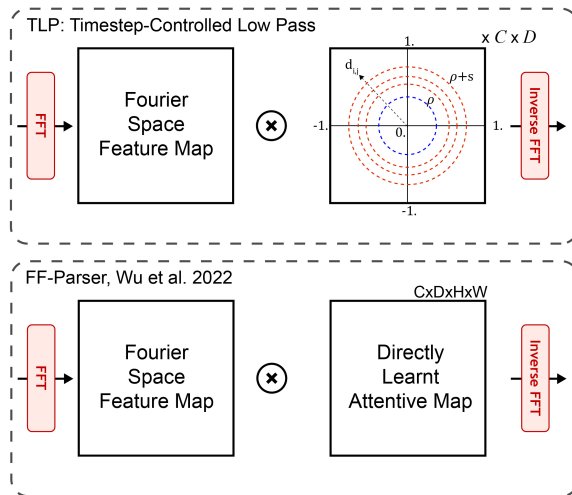 TLP: Timestep-Controlled Low Pass
x C x D
FFT
Fourier
Space
Feature Map
1.
d_{i,j}
ρ+s
ρ
-1.
0.
1.
-1.
Inverse FFT
FF-Parser, Wu et al. 2022
CxDxHxW
FFT
Fourier
Space
Feature Map
Directly
Learnt
Attentive Map
Inverse FFT